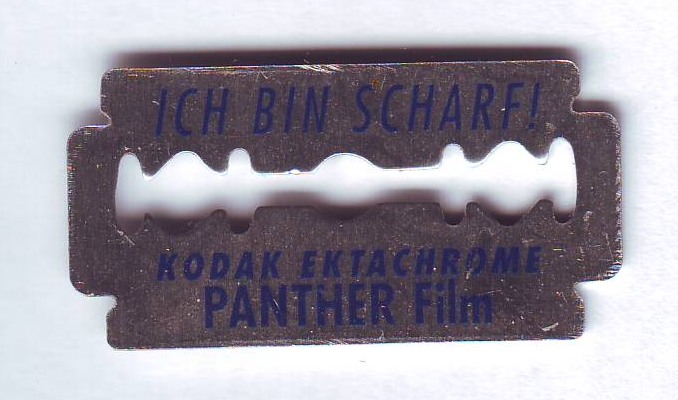 ICH BIN SCHARF!
KODAK EKTACHROME
PANTHER Film